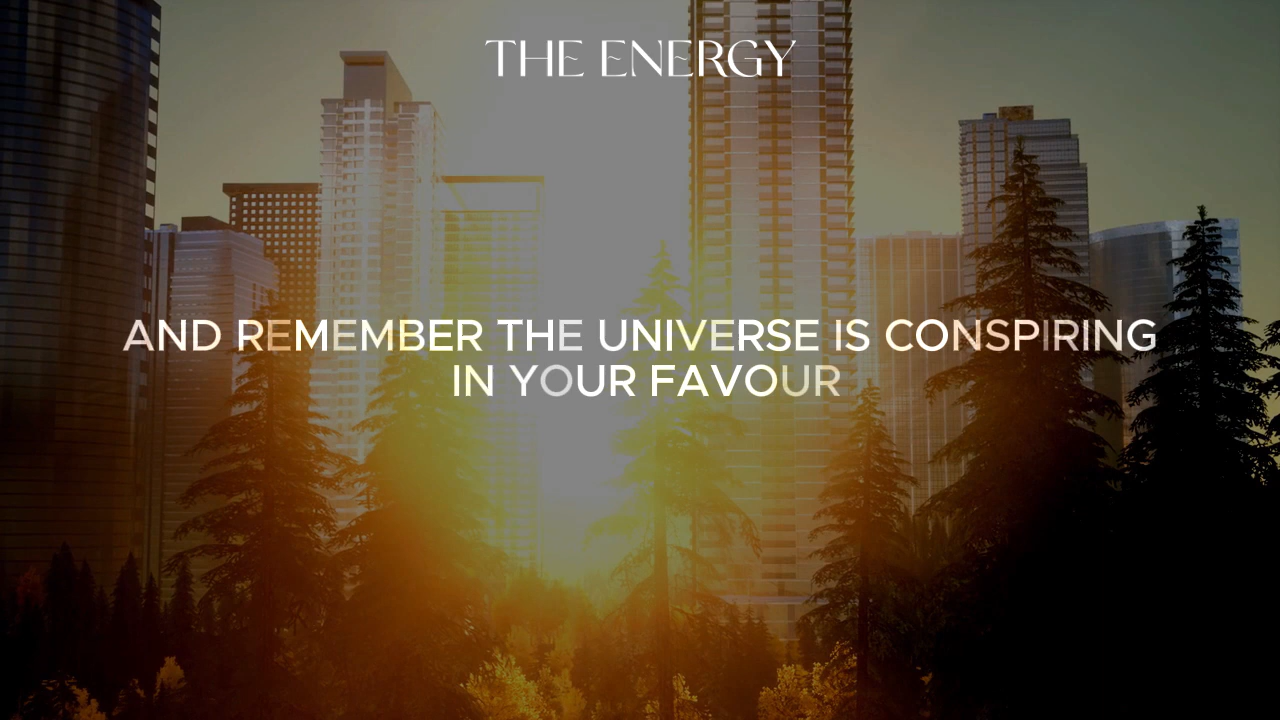 THE ENERGY
AND REMEMBER THE UNIVERSE IS CONSPIRING
IN YOUR FAVOUR